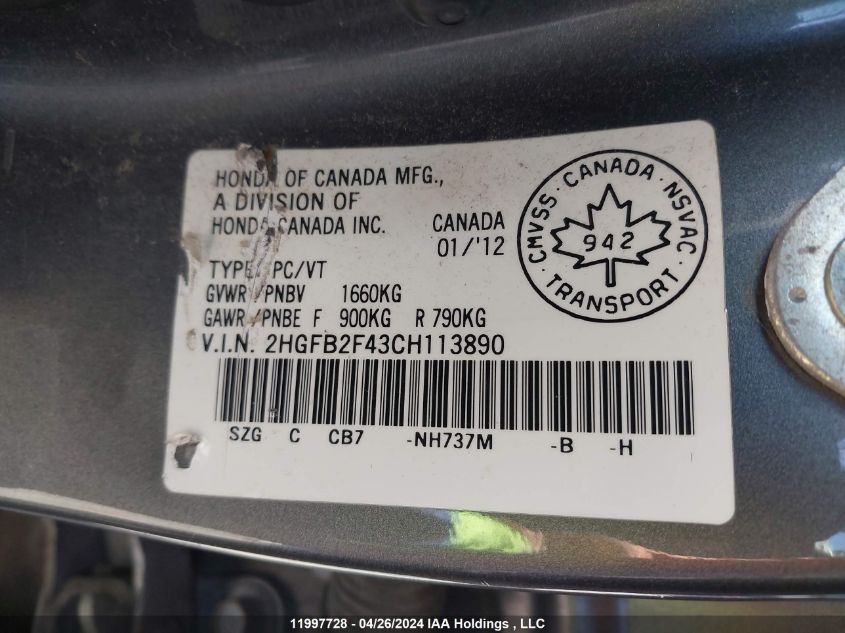 HONDA OF CANADA MFG.,
A DIVISION OF
HONDA CANADA INC. CANADA
01/'12
TYPE: PC/VT
GVWR/PNBV 1660KG
GAWR/PNBE F 900KG R 790KG
V.I.N. 2HGFB2F43CH113890
SZG C CB7 -NH737M -B -H
CMVSS · CANADA · NSVAC
942
· TRANSPORT ·
11997728 - 04/26/2024 IAA Holdings , LLC